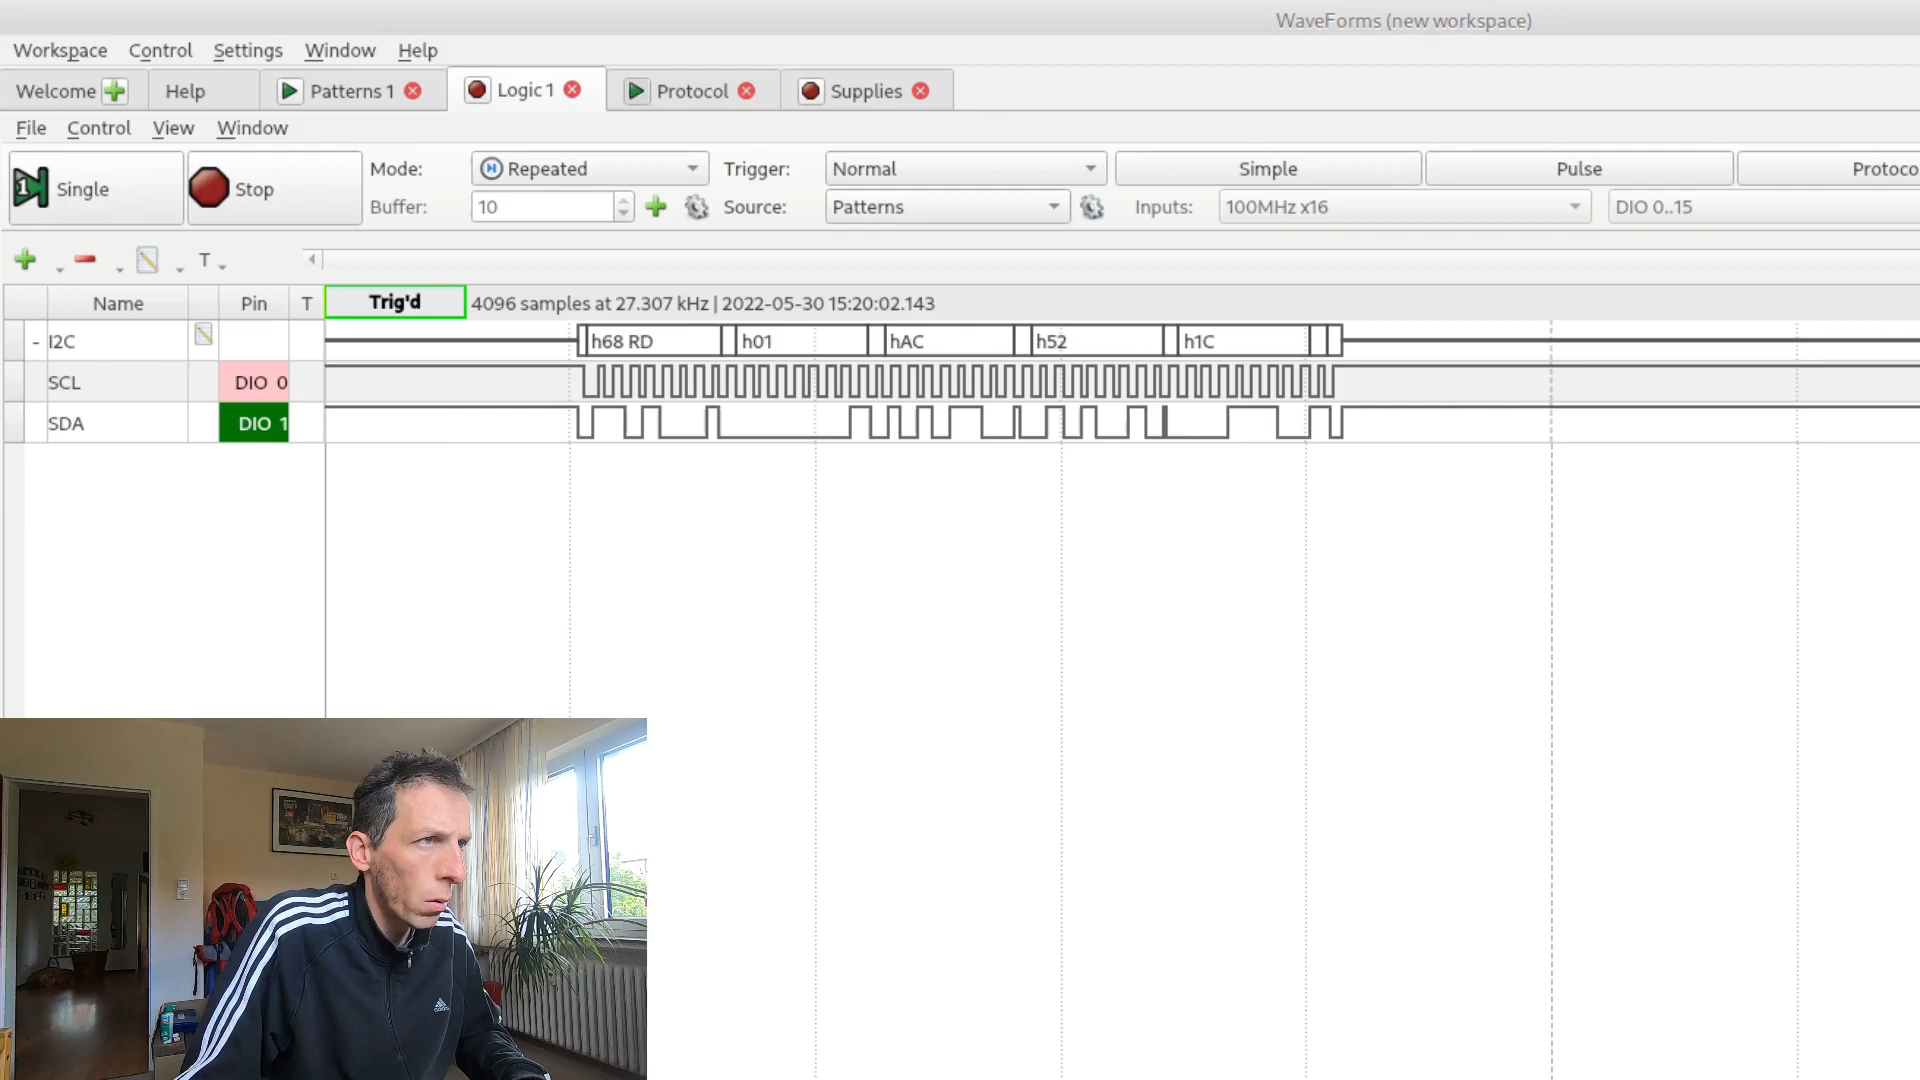 WaveForms (new workspace)
Workspace Control Settings Window Help
Welcome Help Patterns 1 Logic 1 Protocol Supplies
File Control View Window
1 Single Stop Mode: Repeated Trigger: Normal Simple Pulse Protoco
Buffer: 10 Source: Patterns Inputs: 100MHz x16 DIO 0..15
T
Name Pin T Trig'd 4096 samples at 27.307 kHz | 2022-05-30 15:20:02.143
- I2C h68 RD h01 hAC h52 h1C
SCL DIO 0
SDA DIO 1
adidas